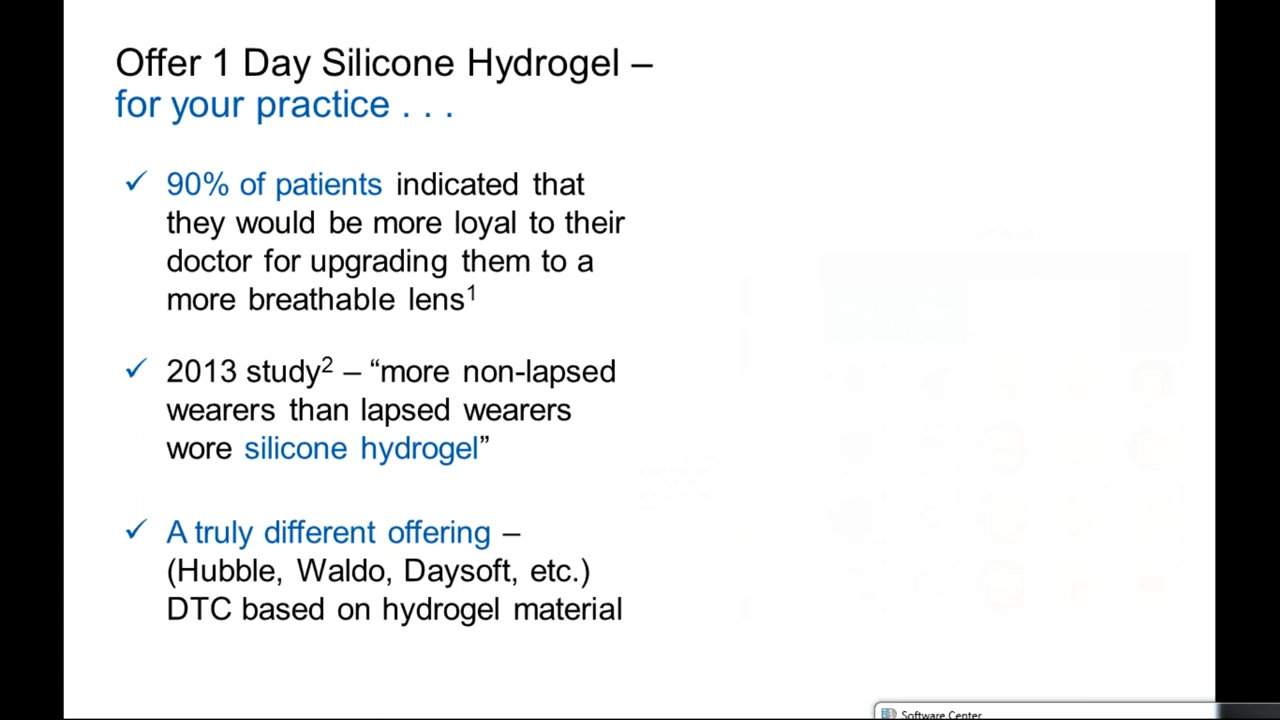 Offer 1 Day Silicone Hydrogel –
for your practice . . .
✓ 90% of patients indicated that
they would be more loyal to their
doctor for upgrading them to a
more breathable lens¹
✓ 2013 study² – “more non-lapsed
wearers than lapsed wearers
wore silicone hydrogel”
✓ A truly different offering –
(Hubble, Waldo, Daysoft, etc.)
DTC based on hydrogel material
Software Center